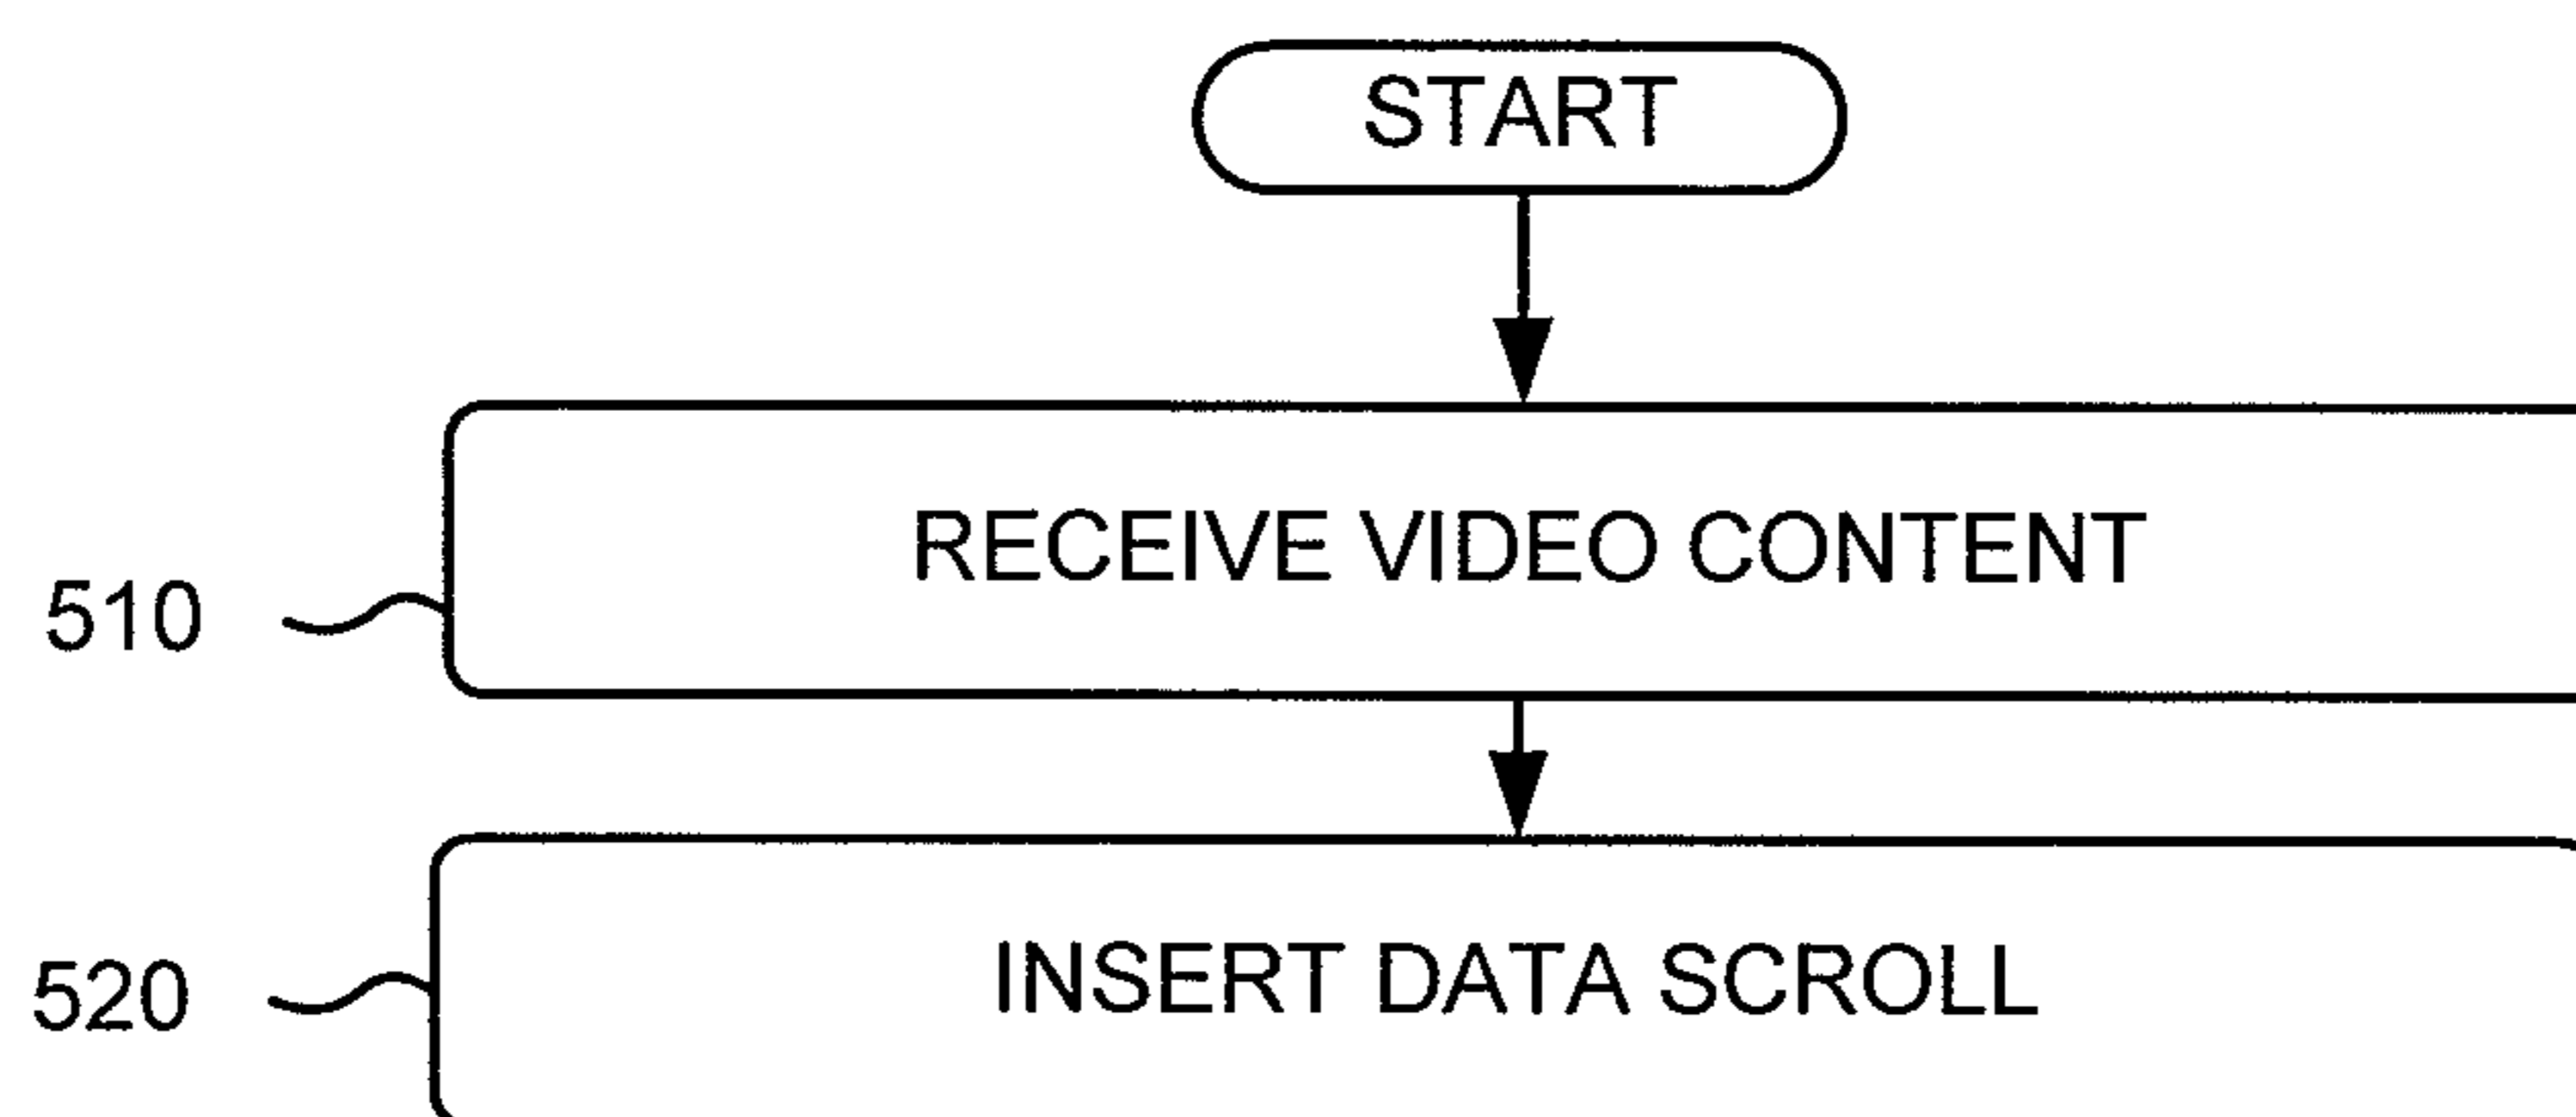 START
RECEIVE VIDEO CONTENT
510
INSERT DATA SCROLL
520